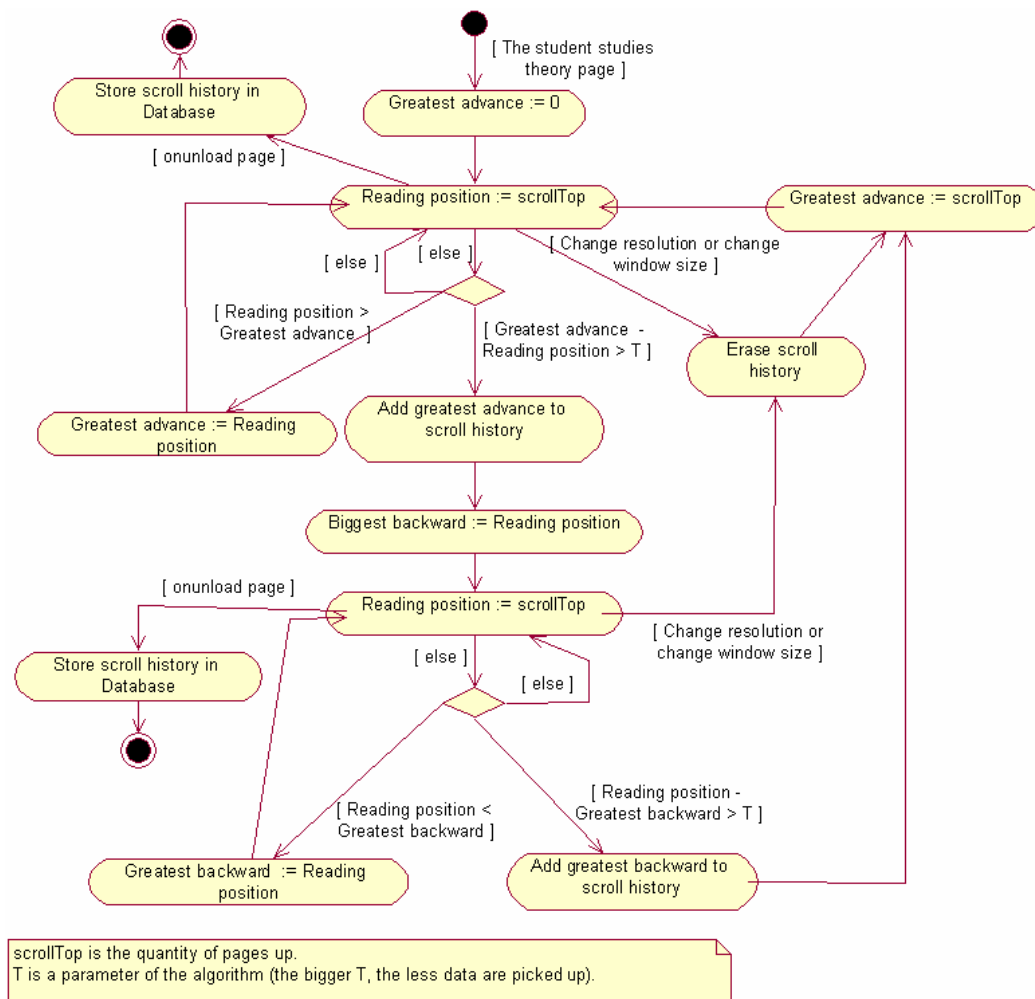 [ The student studies
theory page ]
Store scroll history in
Database
Greatest advance := 0
[ onunload page ]
Reading position := scrollTop
Greatest advance := scrollTop
[ else ]
[ else ]
[ Change resolution or change
window size ]
[ Reading position >
Greatest advance ]
[ Greatest advance -
Reading position > T ]
Erase scroll
history
Add greatest advance to
scroll history
Greatest advance := Reading
position
Biggest backward := Reading position
[ onunload page ]
Reading position := scrollTop
[ Change resolution or
change window size ]
Store scroll history in
Database
[ else ]
[ else ]
[ Reading position <
Greatest backward ]
[ Reading position -
Greatest backward > T ]
Greatest backward := Reading
position
Add greatest backward to
scroll history
scrollTop is the quantity of pages up.
T is a parameter of the algorithm (the bigger T, the less data are picked up).